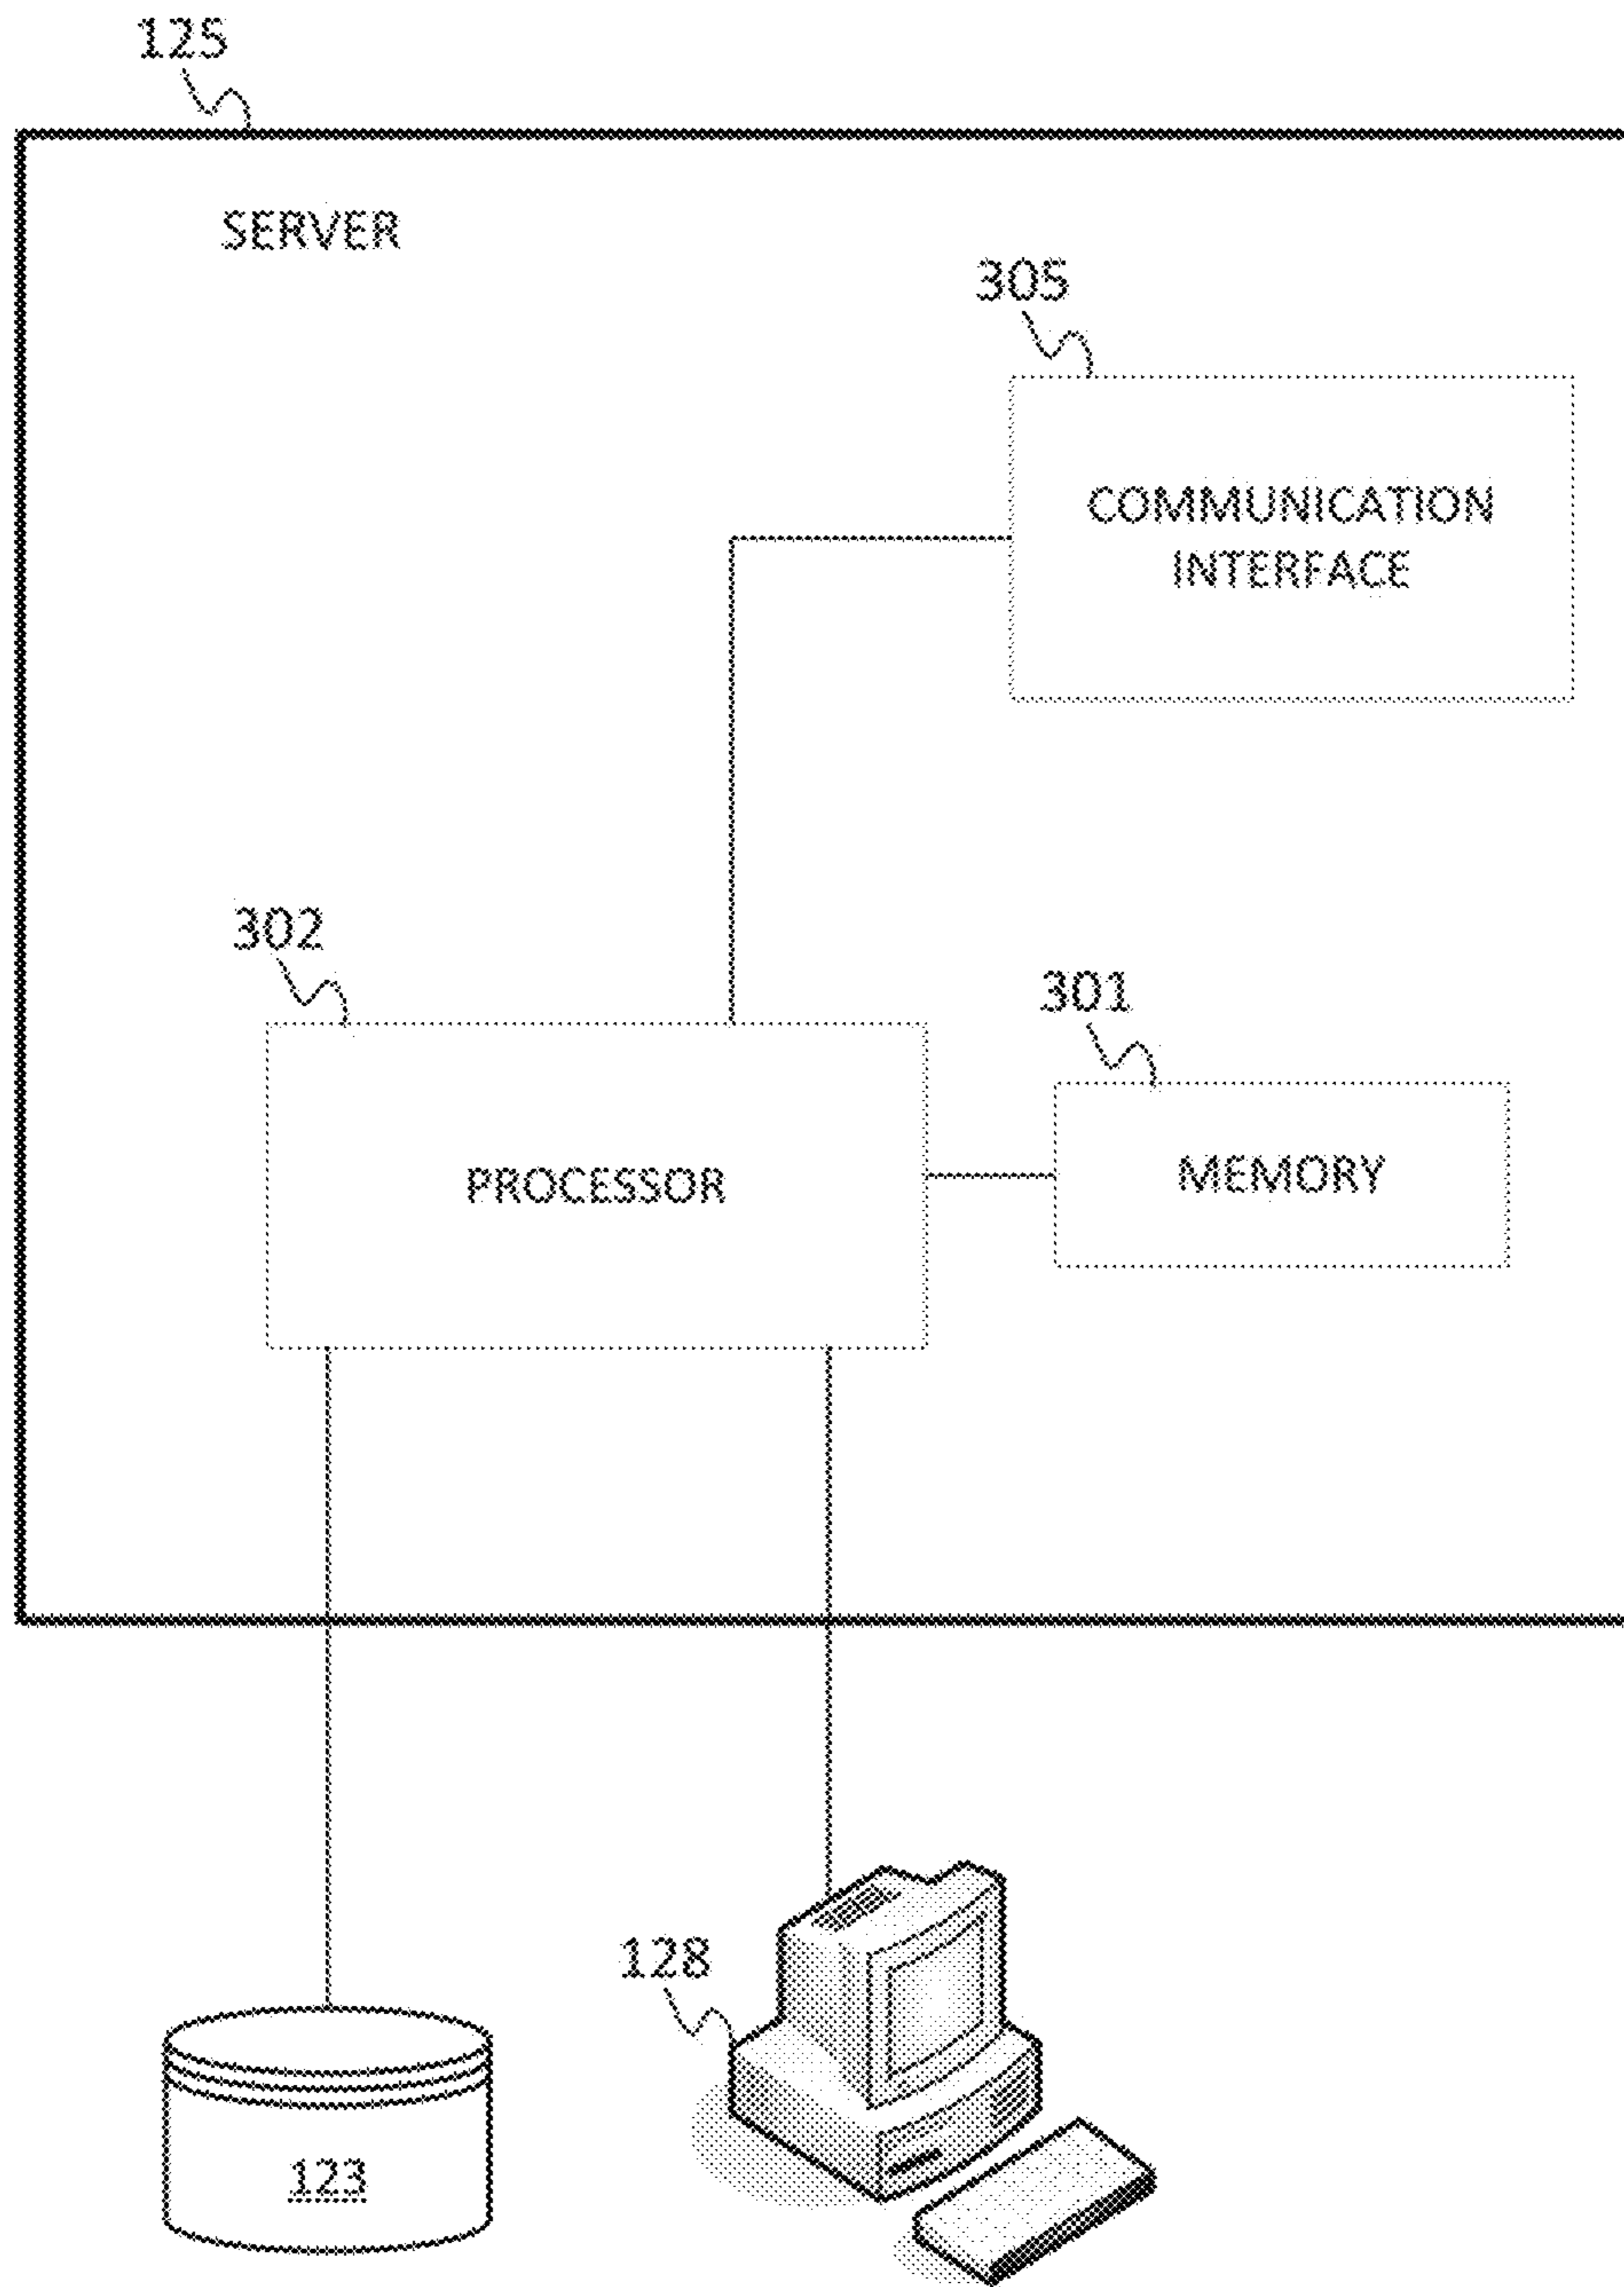 125
SERVER
305
COMMUNICATION
INTERFACE
302
301
PROCESSOR
MEMORY
128
123